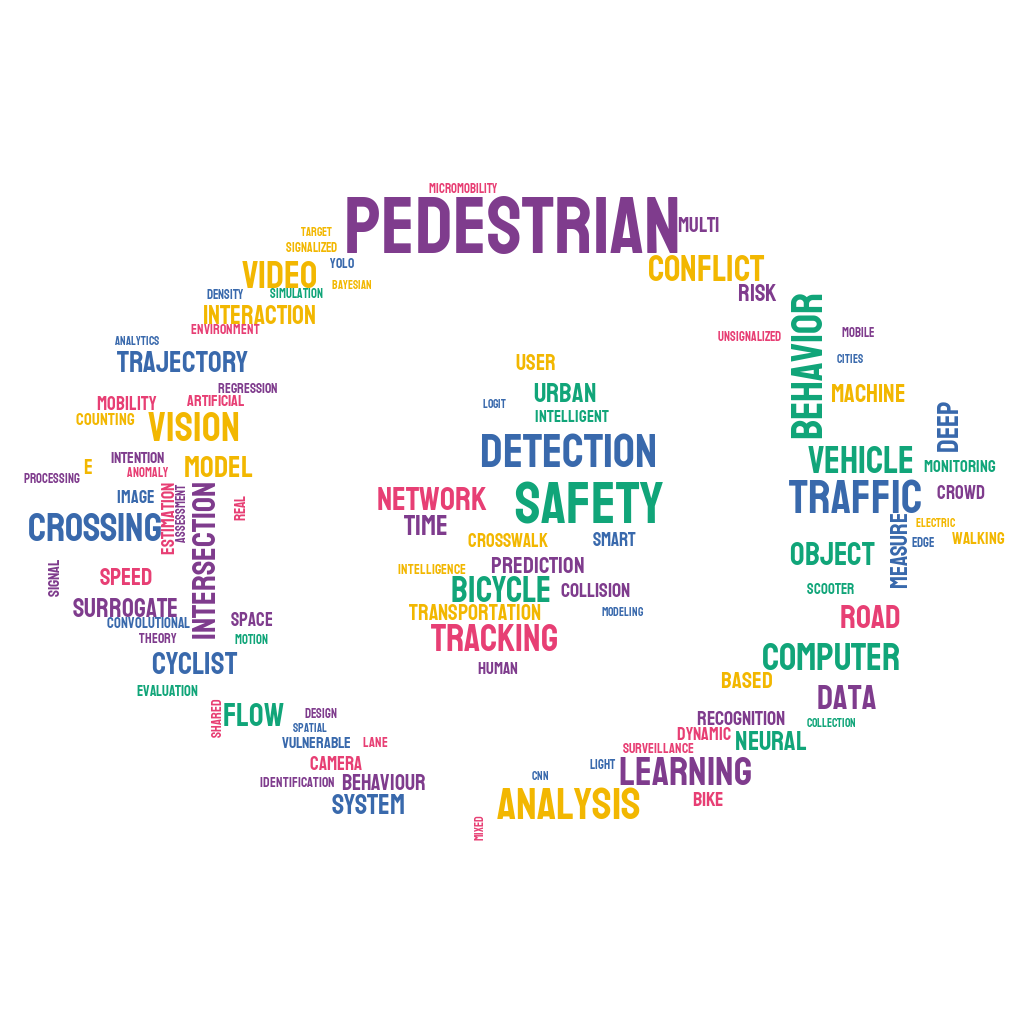 MICROMOBILITY
PEDESTRIAN
MULTI
TARGET
SIGNALIZED
YOLO
CONFLICT
VIDEO
BAYESIAN
DENSITY
SIMULATION
RISK
INTERACTION
ENVIRONMENT
UNSIGNALIZED
BEHAVIOR
MOBILE
ANALYTICS
TRAJECTORY
USER
CITIES
REGRESSION
URBAN
MACHINE
MOBILITY
ARTIFICIAL
LOGIT
COUNTING
VISION
INTELLIGENT
DEEP
DETECTION
INTENTION
E
ANOMALY
MODEL
VEHICLE
MONITORING
PROCESSING
IMAGE
ESTIMATION
ASSESSMENT
INTERSECTION
REAL
NETWORK
SAFETY
TRAFFIC
CROWD
CROSSING
TIME
MEASURE
ELECTRIC
CROSSWALK
SMART
EDGE
WALKING
OBJECT
SIGNAL
SPEED
INTELLIGENCE
PREDICTION
BICYCLE
COLLISION
SCOOTER
SURROGATE
CONVOLUTIONAL
SPACE
TRANSPORTATION
MODELING
ROAD
THEORY
MOTION
TRACKING
CYCLIST
HUMAN
COMPUTER
EVALUATION
BASED
DATA
SHARED
FLOW
DESIGN
SPATIAL
RECOGNITION
COLLECTION
VULNERABLE
LANE
DYNAMIC
NEURAL
SURVEILLANCE
CAMERA
LIGHT
LEARNING
IDENTIFICATION
BEHAVIOUR
CNN
SYSTEM
ANALYSIS
BIKE
MIXED